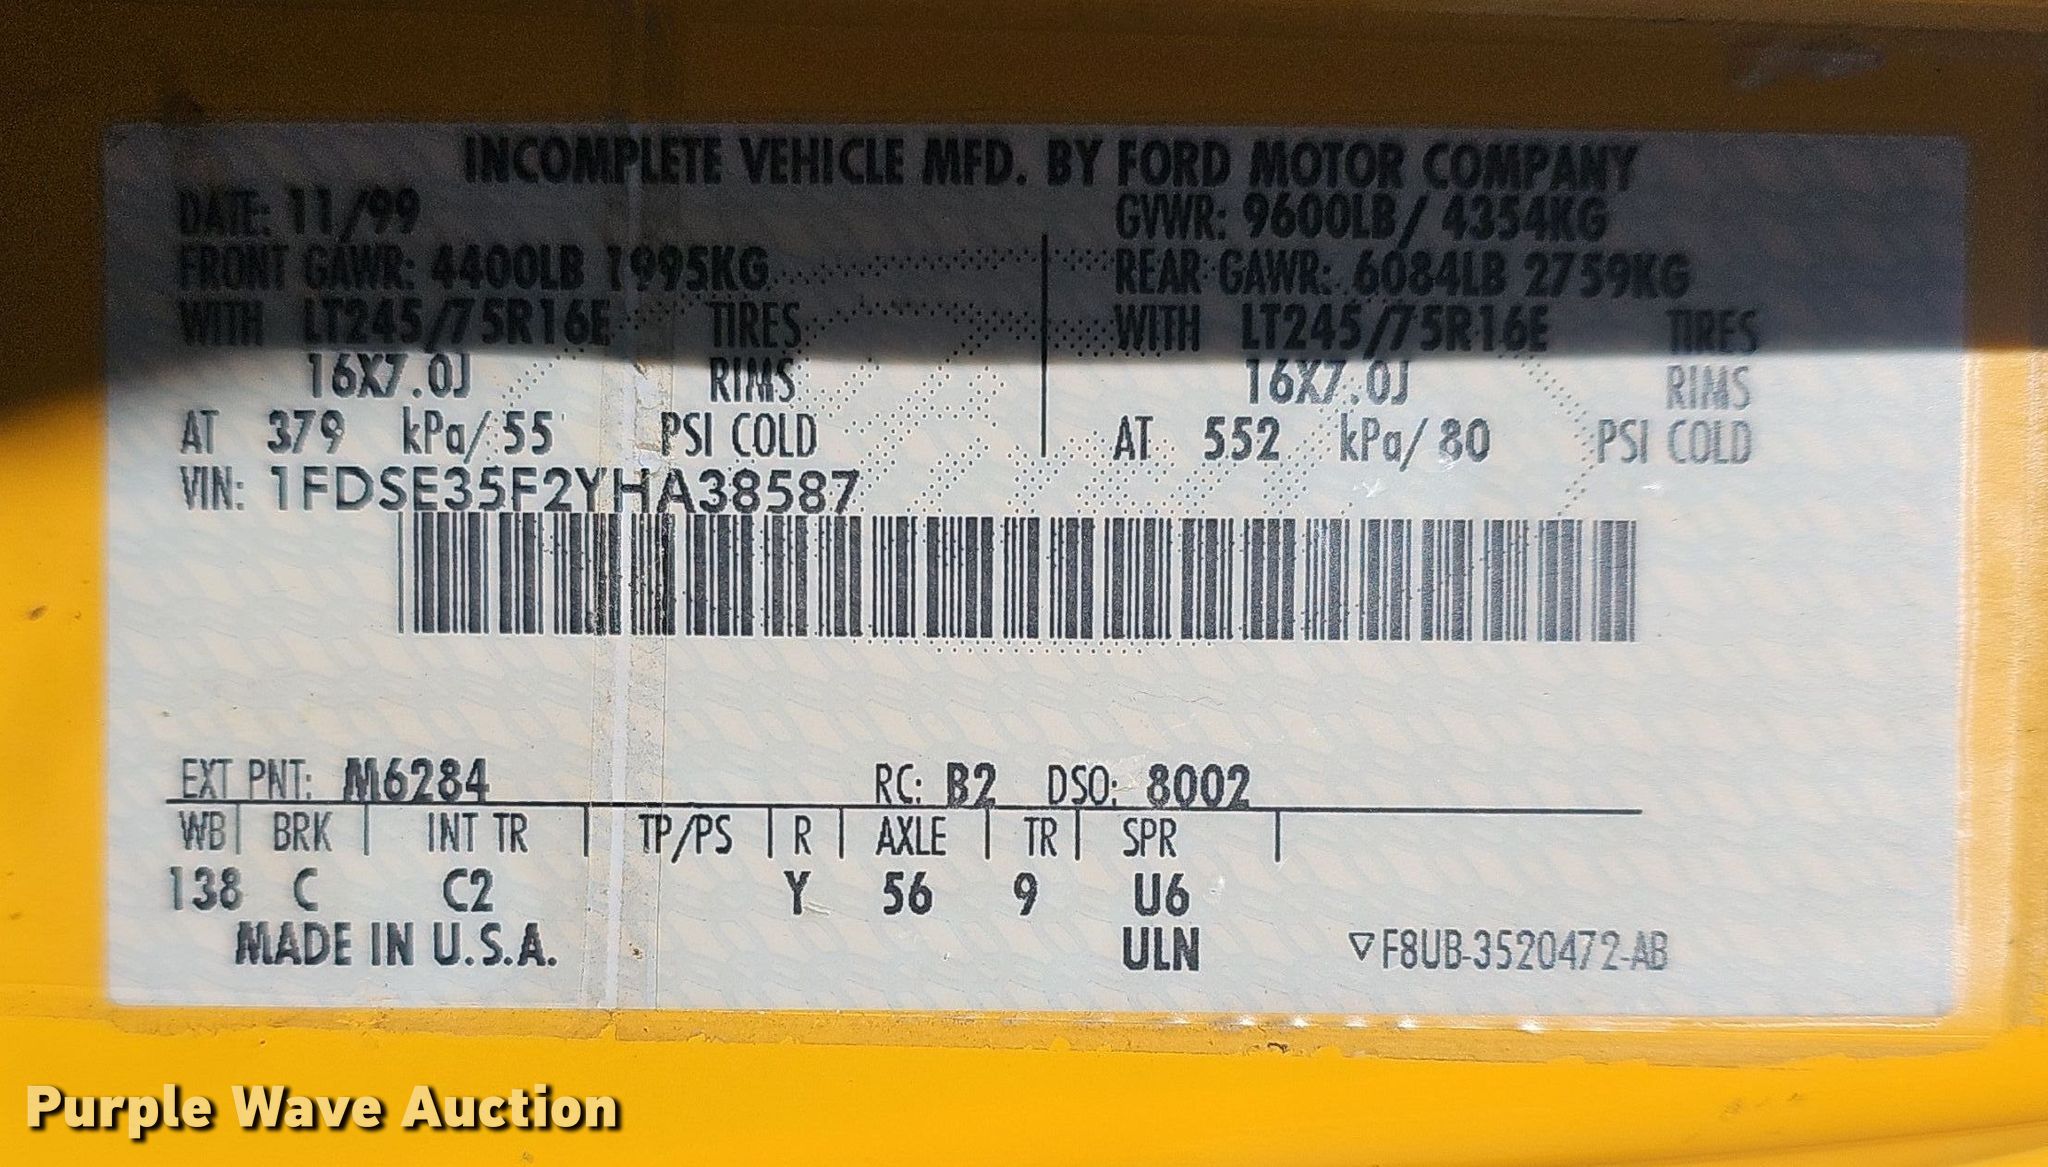 INCOMPLETE VEHICLE MFD. BY FORD MOTOR COMPANY
DATE: 11/99 GVWR: 9600LB/ 4354KG
FRONT GAWR: 4400LB 1995KG REAR GAWR: 6084LB 2759KG
WITH LT245/75R16E TIRES WITH LT245/75R16E TIRES
16X7.0J RIMS 16X7.0J RIMS
AT 379 kPa/ 55 PSI COLD AT 552 kPa/ 80 PSI COLD
VIN: 1FDSE35F2YHA38587
EXT PNT: M6284 RC: B2 DSO: 8002
WB BRK INT TR TP/PS R AXLE TR SPR
138 C C2 Y 56 9 U6
MADE IN U.S.A. ULN ▽F8UB-3520472-AB
Purple Wave Auction